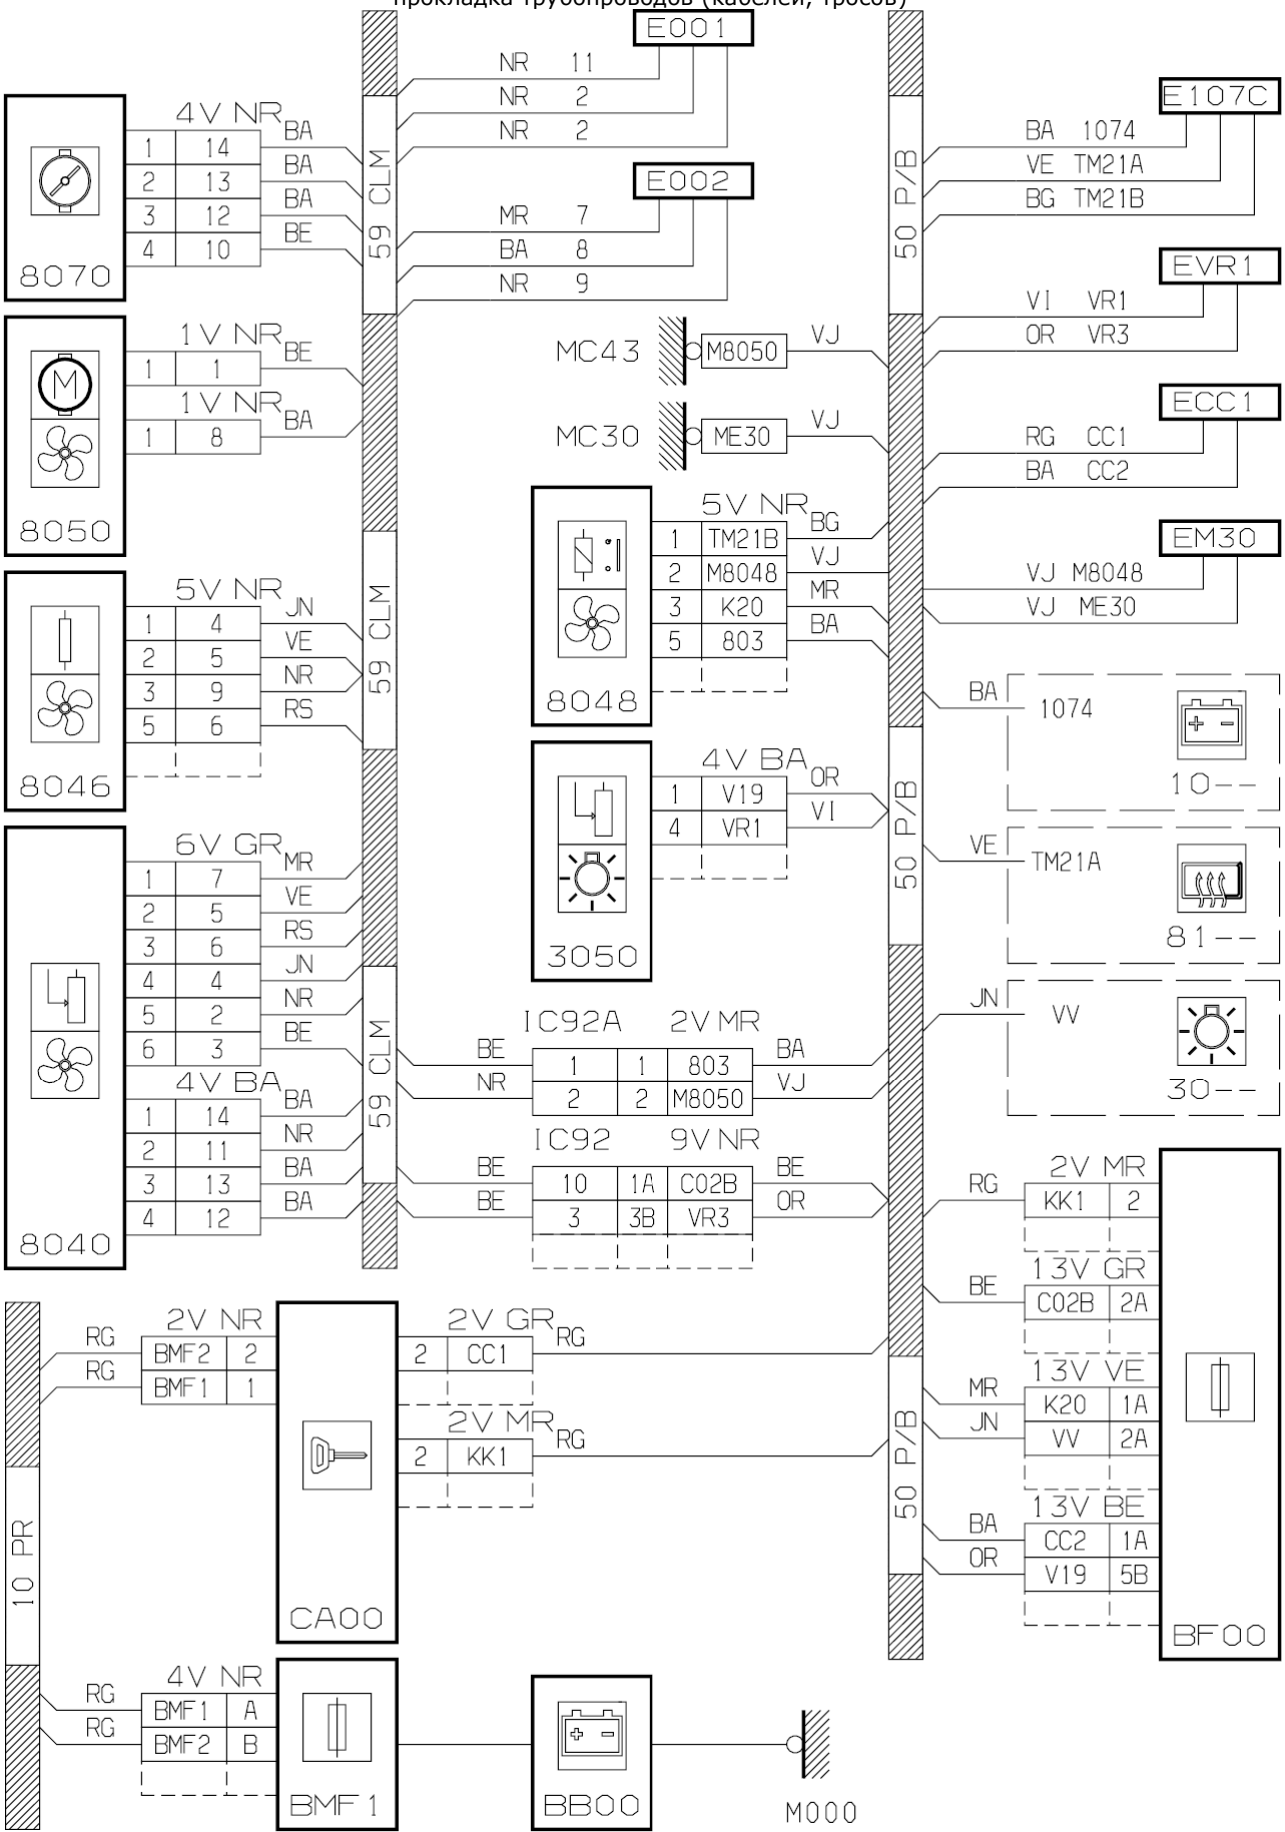 прокладка трубопроводов (кабелей, тросов)
E001
NR 11
NR 2
NR 2
E002
MR 7
BA 8
NR 9
8070
4V NR
1 14 BA
2 13 BA
3 12 BA
4 10 BE
8050
M
1V NR
1 1 BE
1V NR
1 8 BA
8046
5V NR
1 4 JN
2 5 VE
3 9 NR
5 6 RS
8040
6V GR
1 7 MR
2 5 VE
3 6 RS
4 4 JN
5 2 NR
6 3 BE
4V BA
1 14 BA
2 11 NR
3 13 BA
4 12 BA
59 CLM
59 CLM
59 CLM
MC43 M8050 VJ
MC30 ME30 VJ
8048
5V NR
1 TM21B BG
2 M8048 VJ
3 K20 MR
5 803 BA
3050
4V BA
1 V19 OR
4 VR1 VI
IC92A 2V MR
BE 1 1 803 BA
NR 2 2 M8050 VJ
IC92 9V NR
BE 10 1A C02B BE
BE 3 3B VR3 OR
50 P/B
50 P/B
50 P/B
E107C
BA 1074
VE TM21A
BG TM21B
EVR1
VI VR1
OR VR3
ECC1
RG CC1
BA CC2
EM30
VJ M8048
VJ ME30
BA 1074
+ -
10--
VE TM21A
81--
JN VV
30--
BF00
2V MR
RG KK1 2
13V GR
BE C02B 2A
13V VE
MR K20 1A
JN VV 2A
13V BE
BA CC2 1A
OR V19 5B
10 PR
CA00
2V NR
RG BMF2 2
RG BMF1 1
2V GR
2 CC1 RG
2V MR
2 KK1 RG
BMF1
4V NR
RG BMF1 A
RG BMF2 B
+ -
BB00
M000